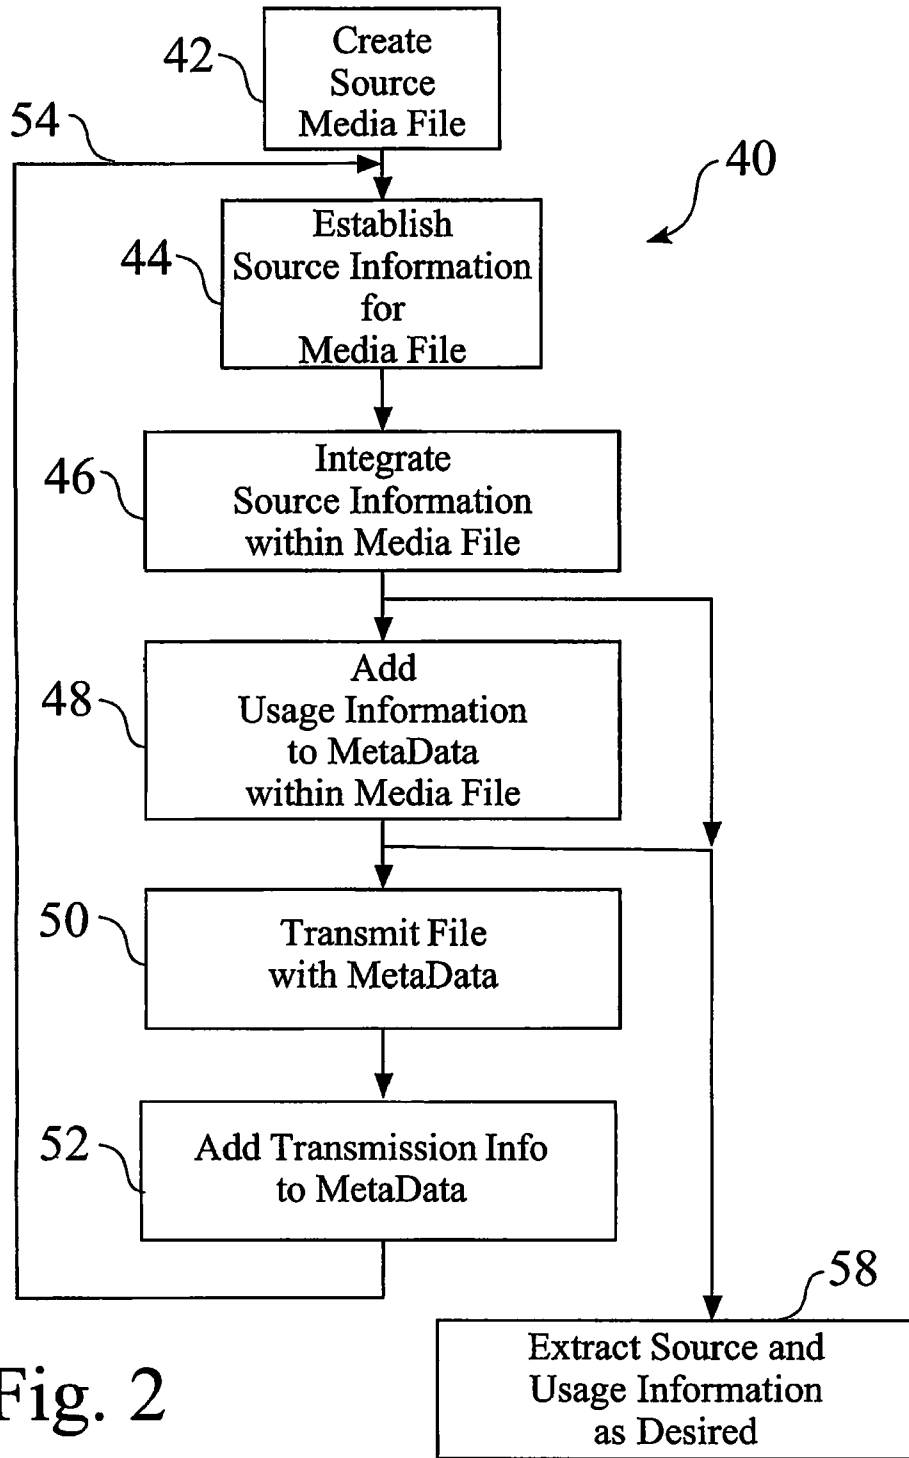 42
Create
Source
Media File
54
40
44
Establish
Source Information
for
Media File
46
Integrate
Source Information
within Media File
48
Add
Usage Information
to MetaData
within Media File
50
Transmit File
with MetaData
52
Add Transmission Info
to MetaData
58
Extract Source and
Usage Information
as Desired
Fig. 2